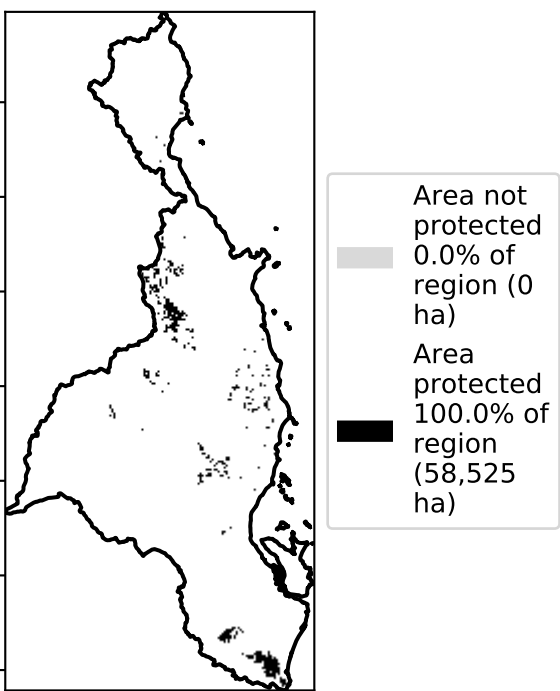 Area not
protected
0.0% of
region (0
ha)
Area
protected
100.0% of
region
(58,525
ha)